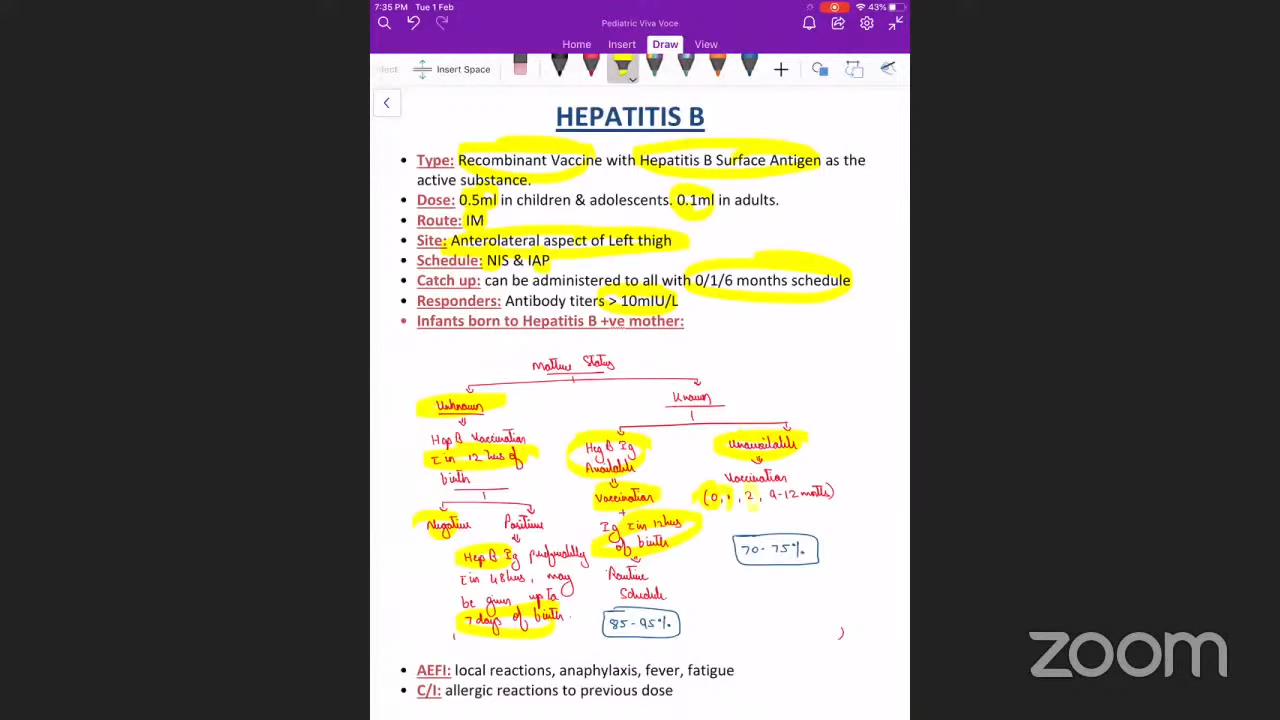 7:35 PM Tue 1 Feb
43%
Pediatric Viva Voce
Home Insert Draw View
Insert Space
HEPATITIS B
• Type: Recombinant Vaccine with Hepatitis B Surface Antigen as the
active substance.
• Dose: 0.5ml in children & adolescents. 0.1ml in adults.
• Route: IM
• Site: Anterolateral aspect of Left thigh
• Schedule: NIS & IAP
• Catch up: can be administered to all with 0/1/6 months schedule
• Responders: Antibody titers > 10mIU/L
• Infants born to Hepatitis B +ve mother:
Status
Unknown
Known
Hep B Vaccination
in 12 hrs of
birth
Negative Positive
Hep B Ig preferably
in 48 hrs, may
be given upto
7 days of birth.
Hep B Ig
Available
Vaccination
+
Ig in 12 hrs
of birth
Routine
Schedule
85-95%
Unavailable
Vaccination
(0, 1, 2, 9-12 months)
70-75%
• AEFI: local reactions, anaphylaxis, fever, fatigue
• C/I: allergic reactions to previous dose
zoom